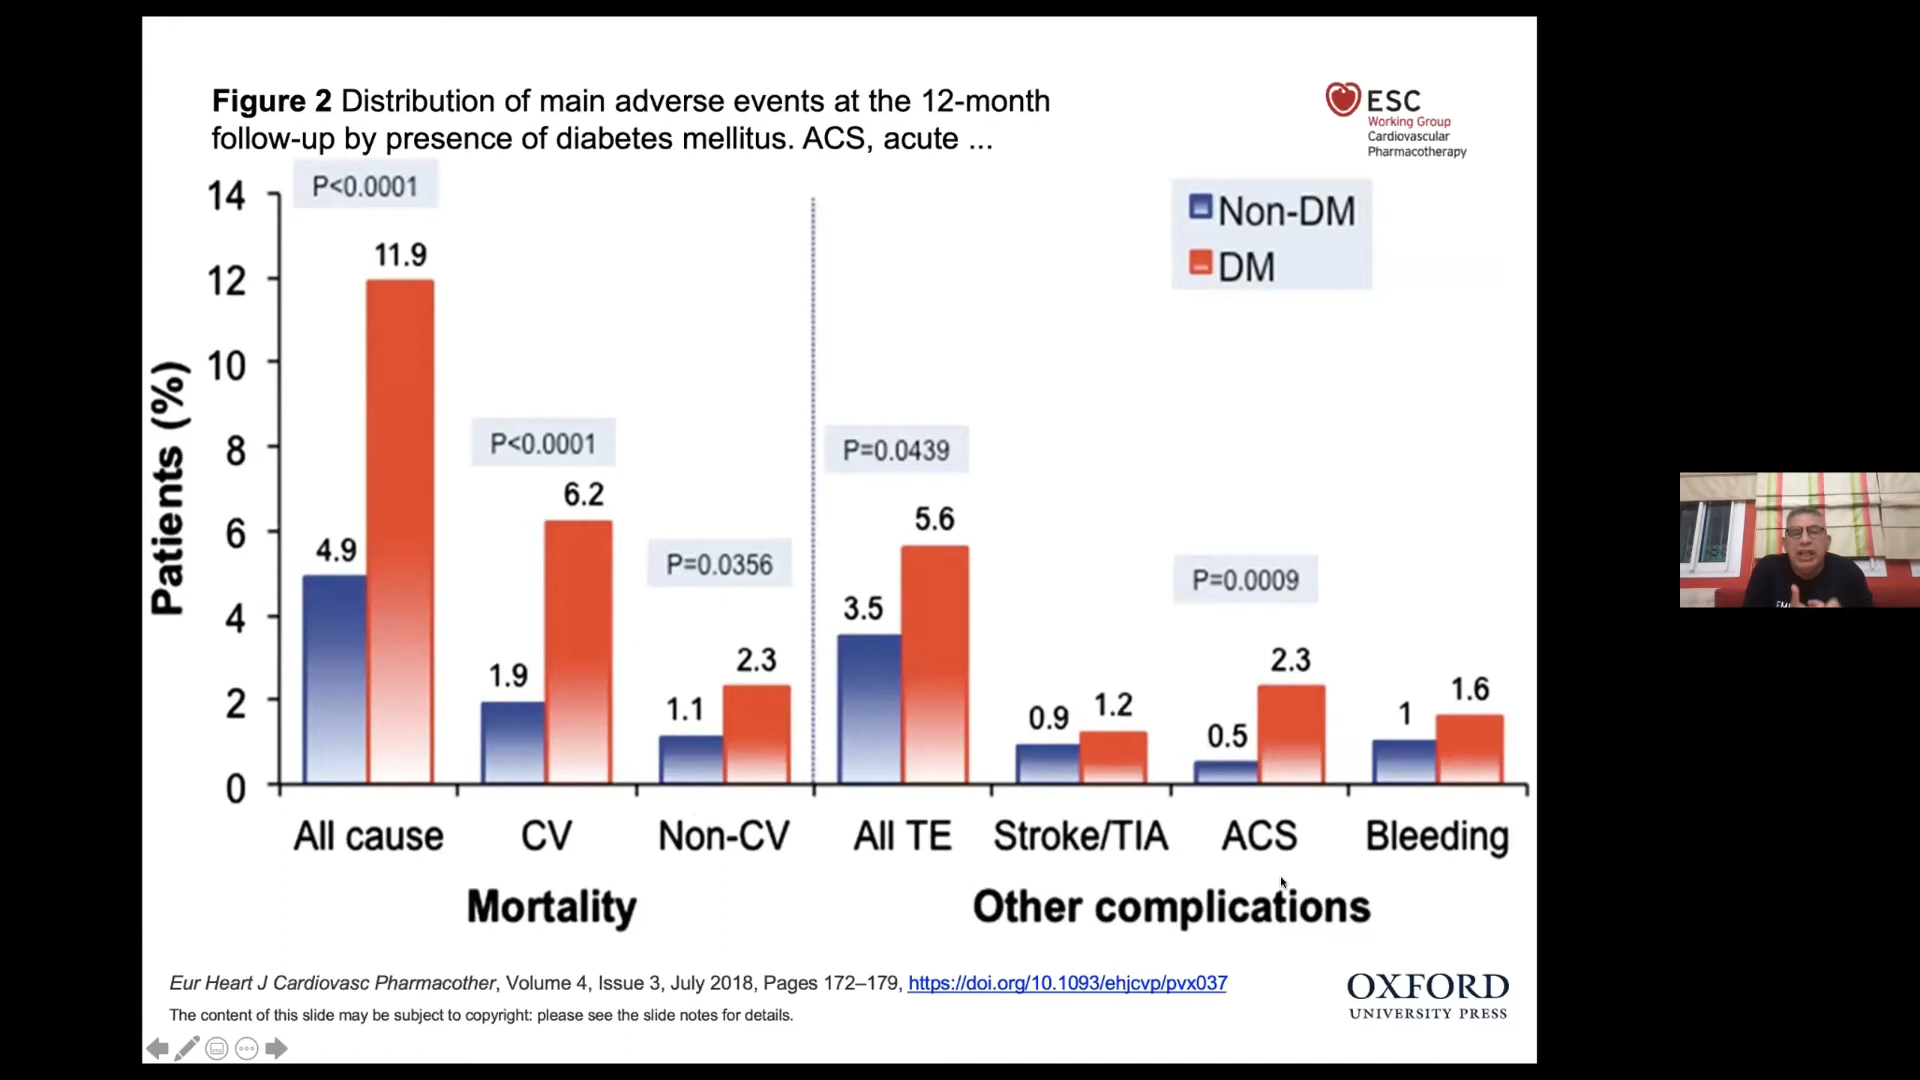 Figure 2 Distribution of main adverse events at the 12-month
follow-up by presence of diabetes mellitus. ACS, acute ...
ESC
Working Group
Cardiovascular
Pharmacotherapy
Patients (%)
14
12
10
8
6
4
2
0
P<0.0001
4.9
11.9
P<0.0001
1.9
6.2
P=0.0356
1.1
2.3
P=0.0439
3.5
5.6
0.9
1.2
P=0.0009
0.5
2.3
1
1.6
Non-DM
DM
All cause
CV
Non-CV
All TE
Stroke/TIA
ACS
Bleeding
Mortality
Other complications
Eur Heart J Cardiovasc Pharmacother, Volume 4, Issue 3, July 2018, Pages 172–179, https://doi.org/10.1093/ehjcvp/pvx037
The content of this slide may be subject to copyright: please see the slide notes for details.
OXFORD
UNIVERSITY PRESS